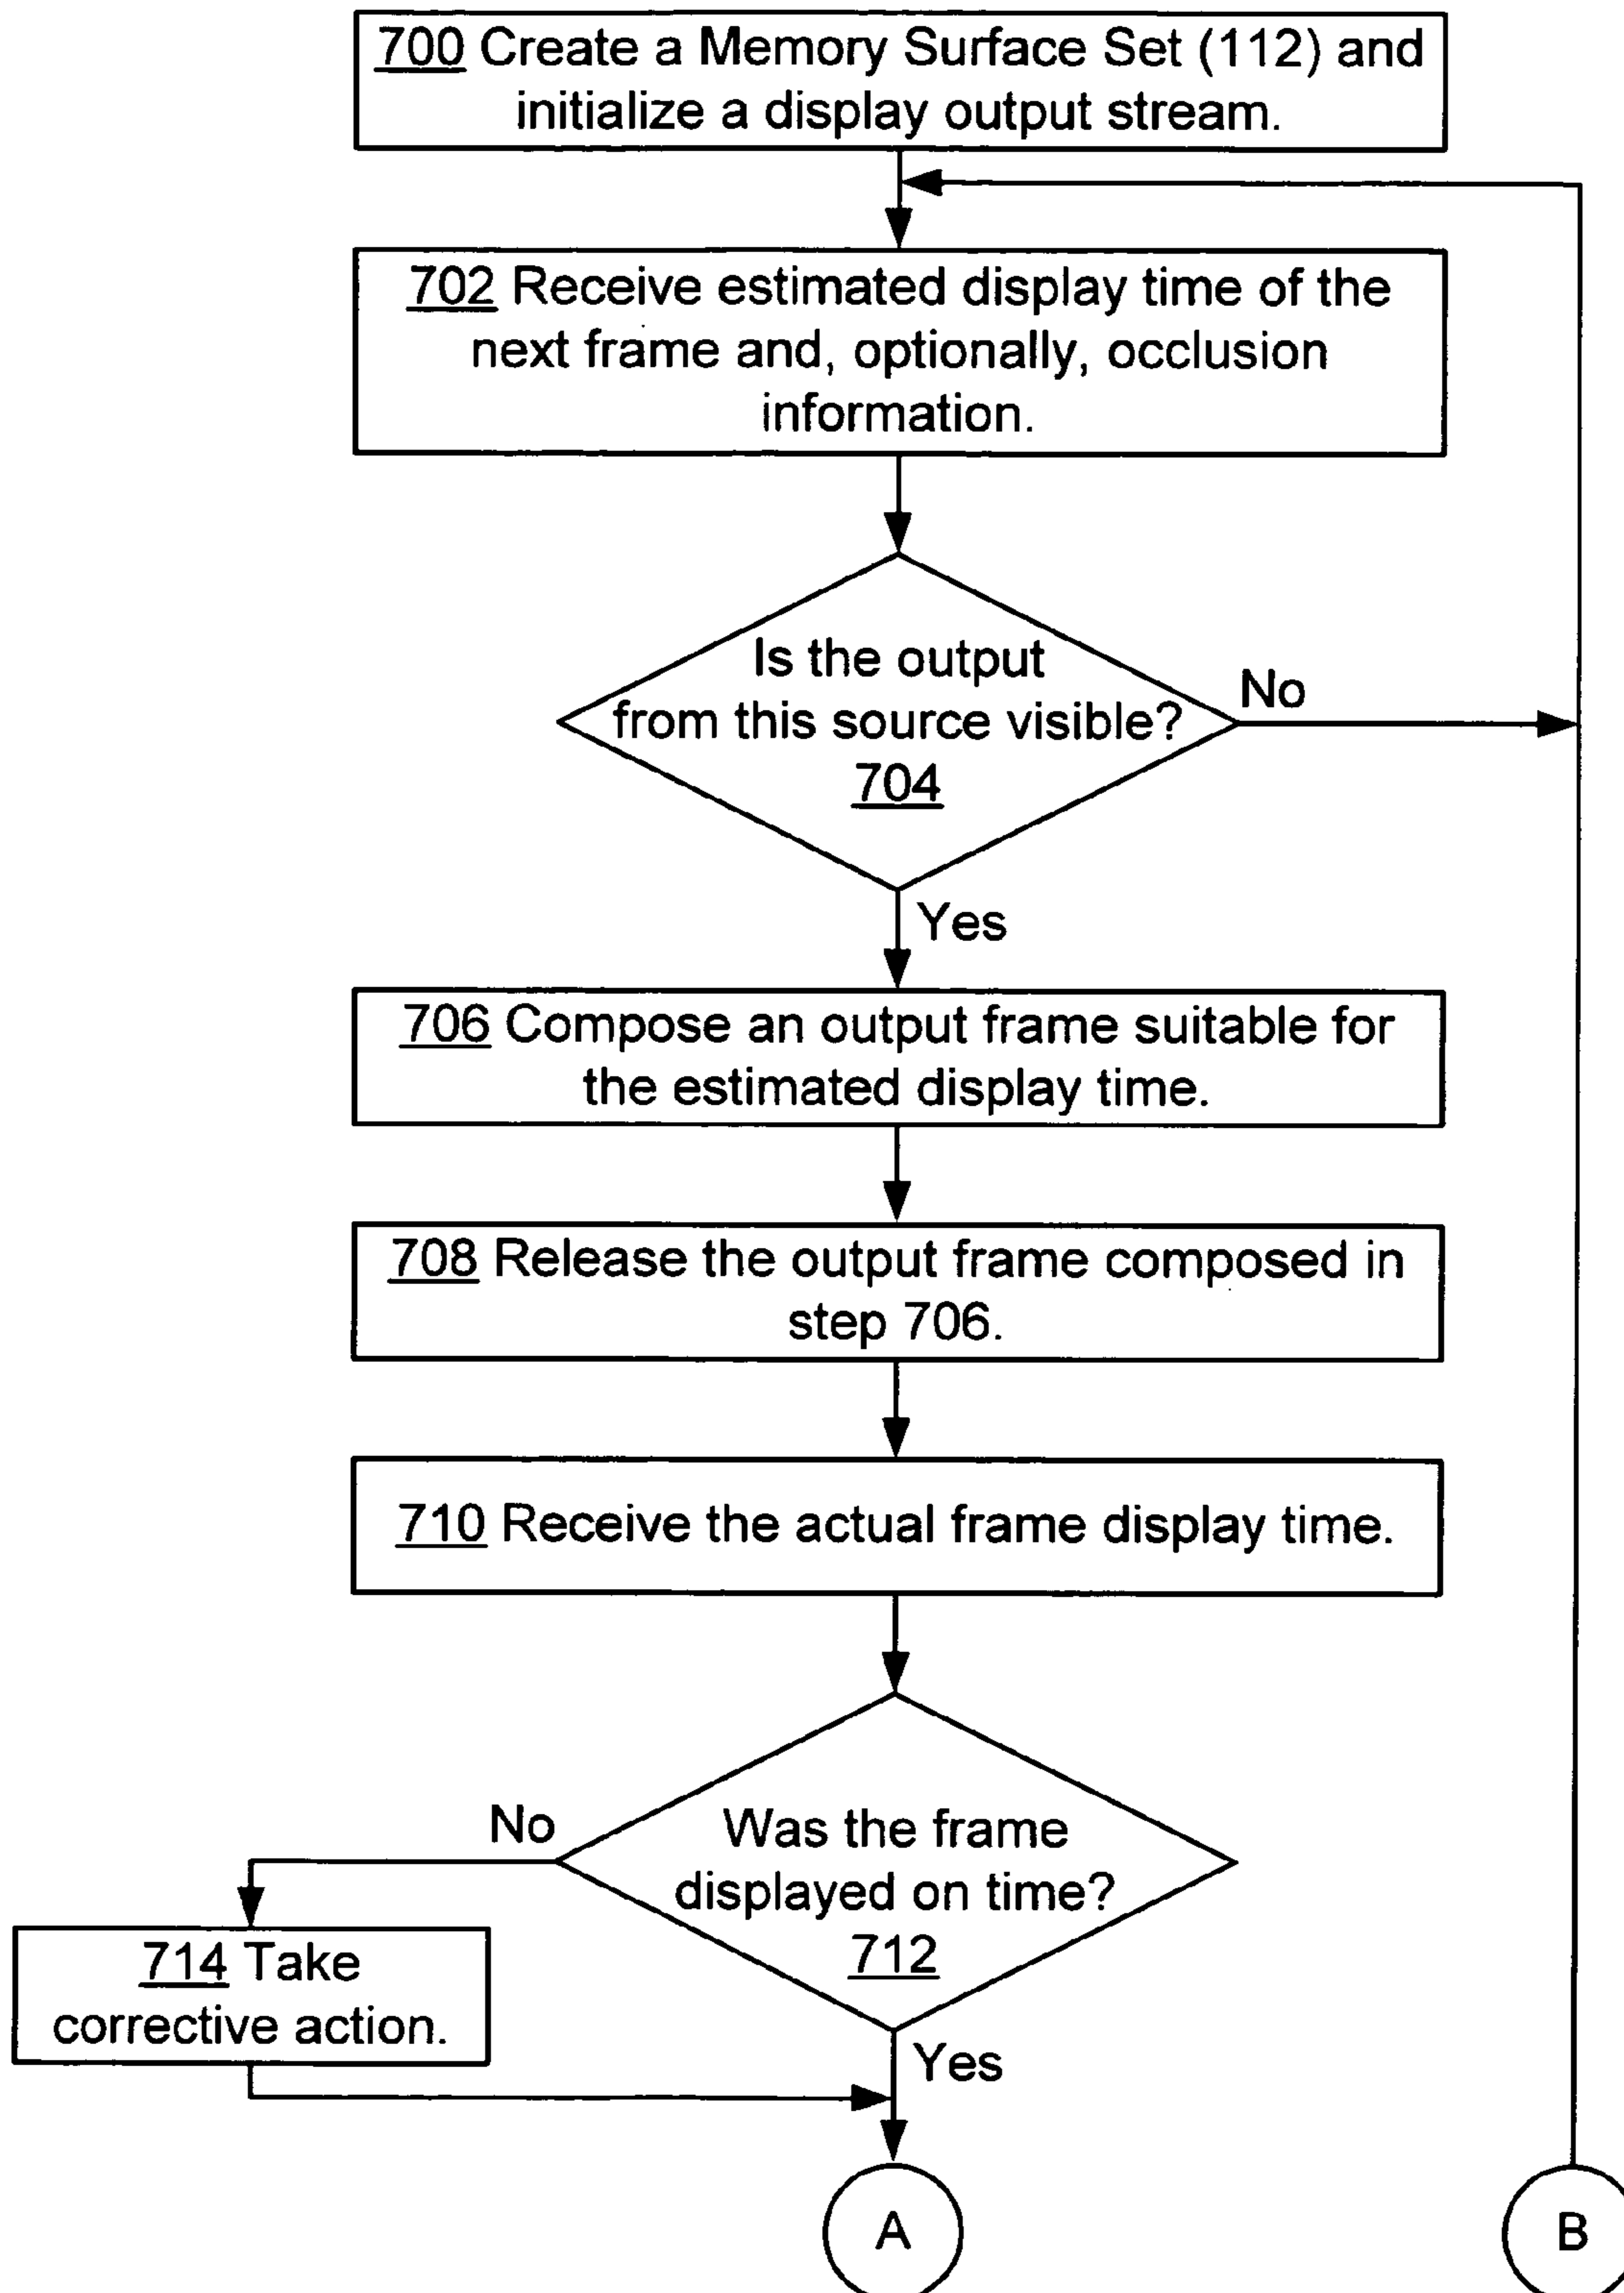 700 Create a Memory Surface Set (112) and
initialize a display output stream.
702 Receive estimated display time of the
next frame and, optionally, occlusion
information.
Is the output
from this source visible?
704
No
Yes
706 Compose an output frame suitable for
the estimated display time.
708 Release the output frame composed in
step 706.
710 Receive the actual frame display time.
No
Was the frame
displayed on time?
712
714 Take
corrective action.
Yes
A
B